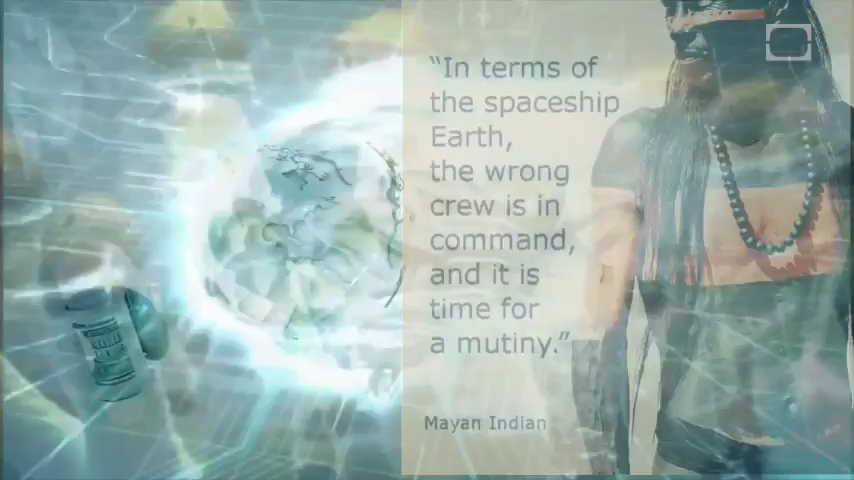 “In terms of
the spaceship
Earth,
the wrong
crew is in
command,
and it is
time for
a mutiny.”
Mayan Indian